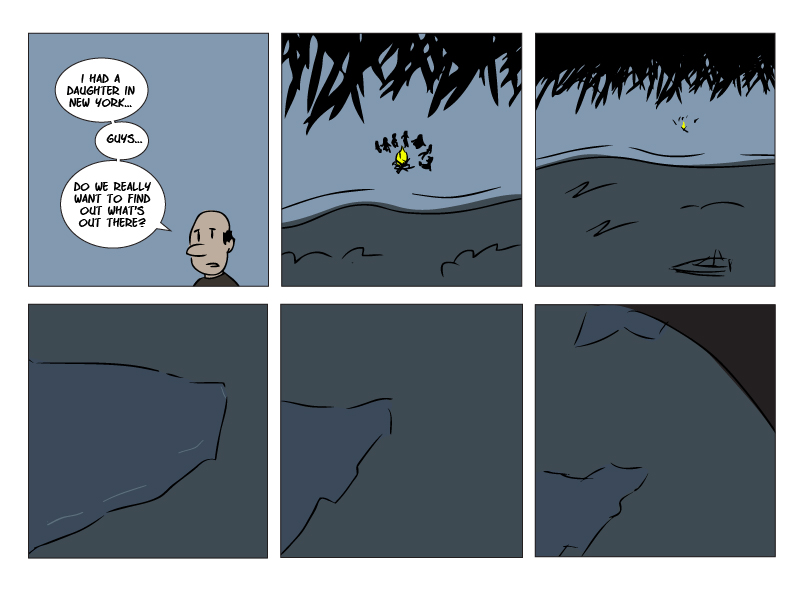 I HAD A
DAUGHTER IN
NEW YORK...
GUYS...
DO WE REALLY
WANT TO FIND
OUT WHAT'S
OUT THERE?